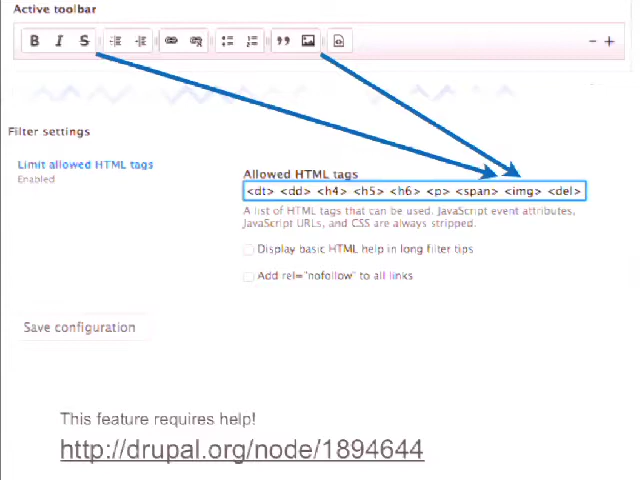 Active toolbar
B I S
Filter settings
Limit allowed HTML tags
Enabled
Allowed HTML tags
<dt> <dd> <h4> <h5> <h6> <p> <span> <img> <del>
A list of HTML tags that can be used. JavaScript event attributes,
JavaScript URLs, and CSS are always stripped.
Display basic HTML help in long filter tips
Add rel="nofollow" to all links
Save configuration
This feature requires help!
http://drupal.org/node/1894644